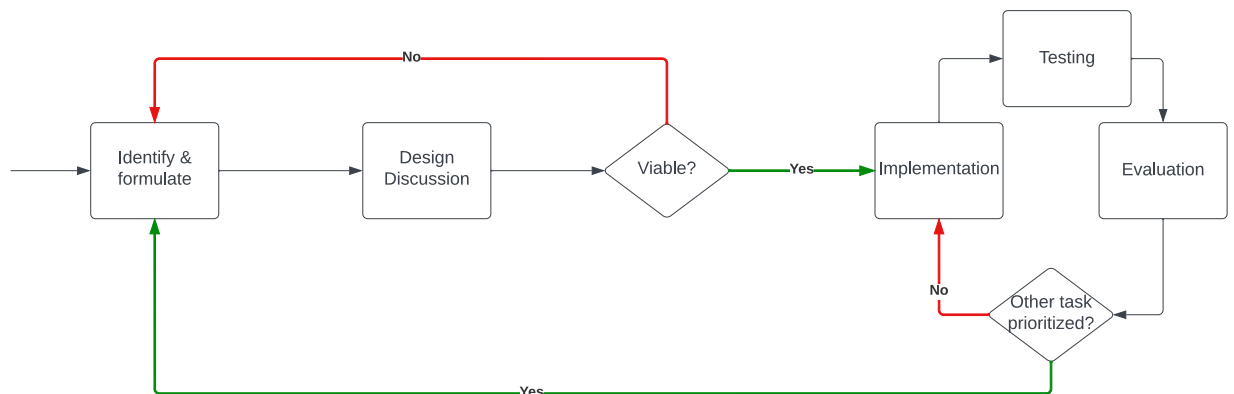 No
Testing
Identify &
formulate
Design
Discussion
Viable?
Yes
Implementation
Evaluation
No
Other task
prioritized?
Yes